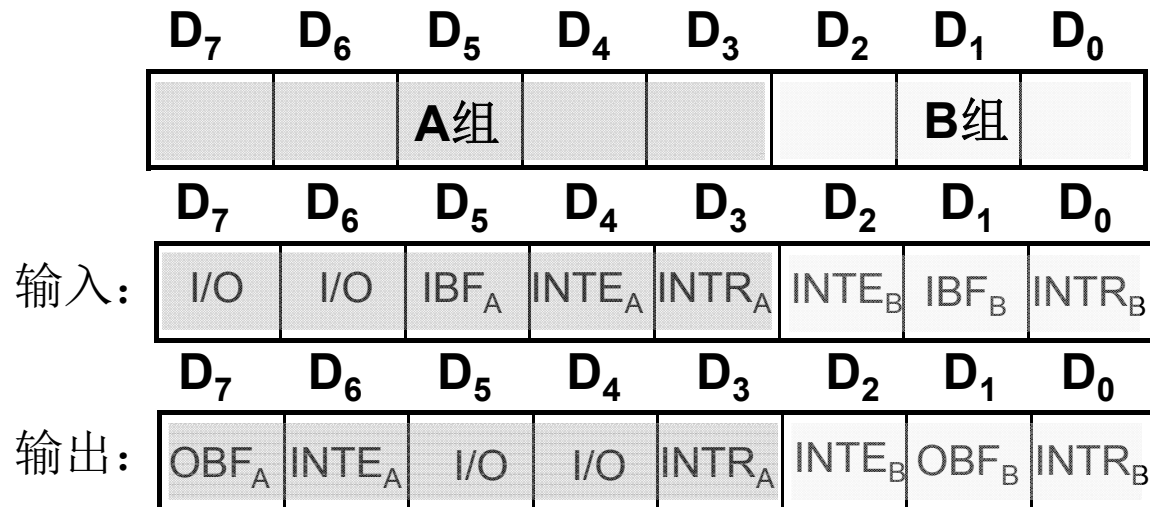 D7 D6 D5 D4 D3 D2 D1 D0
A组 B组
D7 D6 D5 D4 D3 D2 D1 D0
输入： I/O I/O IBFA INTEA INTRA INTEB IBFB INTRB
D7 D6 D5 D4 D3 D2 D1 D0
输出： OBFA INTEA I/O I/O INTRA INTEB OBFB INTRB